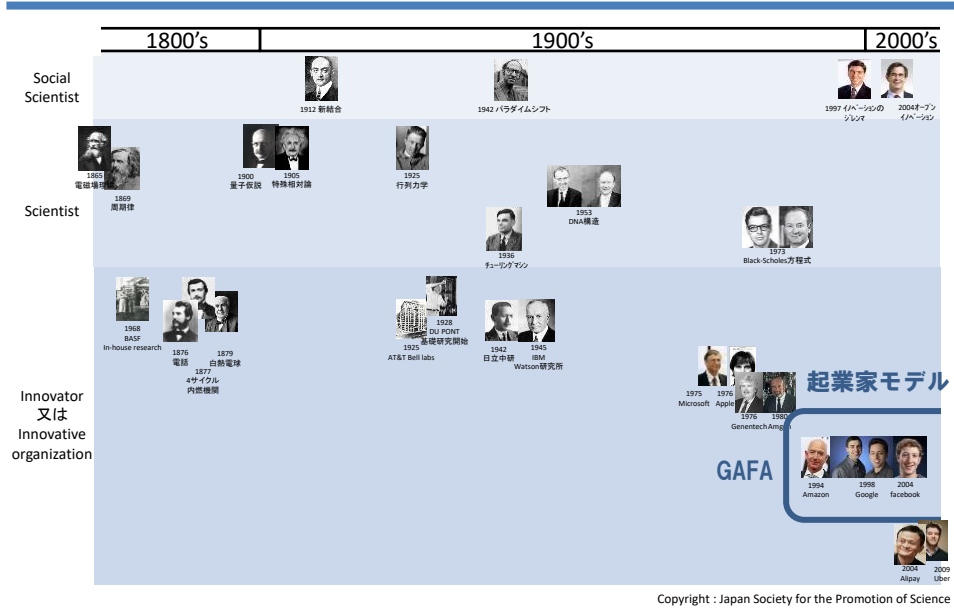 1800's
1900's
2000's
Social
Scientist
1912 新結合
1942 パラダイムシフト
1997 イノベーションの
ジレンマ
2004オープン
イノベーション
Scientist
1865
電磁場理論
1869
周期律
1900
量子仮説
1905
特殊相対論
1925
行列力学
1936
チューリングマシン
1953
DNA構造
1973
Black-Scholes方程式
Innovator
又は
Innovative
organization
1968
BASF
In-house research
1876
電話
1877
4サイクル
内燃機関
1879
白熱電球
1925
AT&T Bell labs
1928
DU PONT
基礎研究開始
1942
日立中研
1945
IBM
Watson研究所
1975
Microsoft
1976
Apple
1976
Genentech
1980
Amgen
起業家モデル
GAFA
1994
Amazon
1998
Google
2004
facebook
2004
Alipay
2009
Uber
Copyright : Japan Society for the Promotion of Science